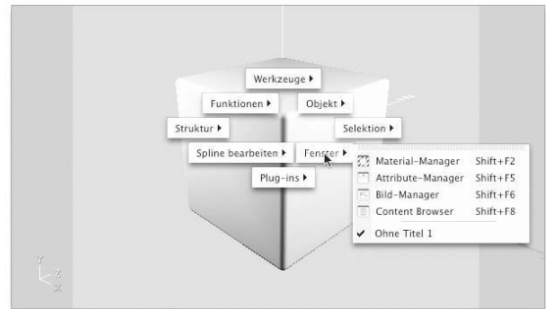 Werkzeuge
Funktionen
Objekt
Struktur
Selektion
Spline bearbeiten
Fenster
Plug-ins
Material-Manager Shift+F2
Attribute-Manager Shift+F5
Bild-Manager Shift+F6
Content Browser Shift+F8
Ohne Titel 1
Y
Z
X